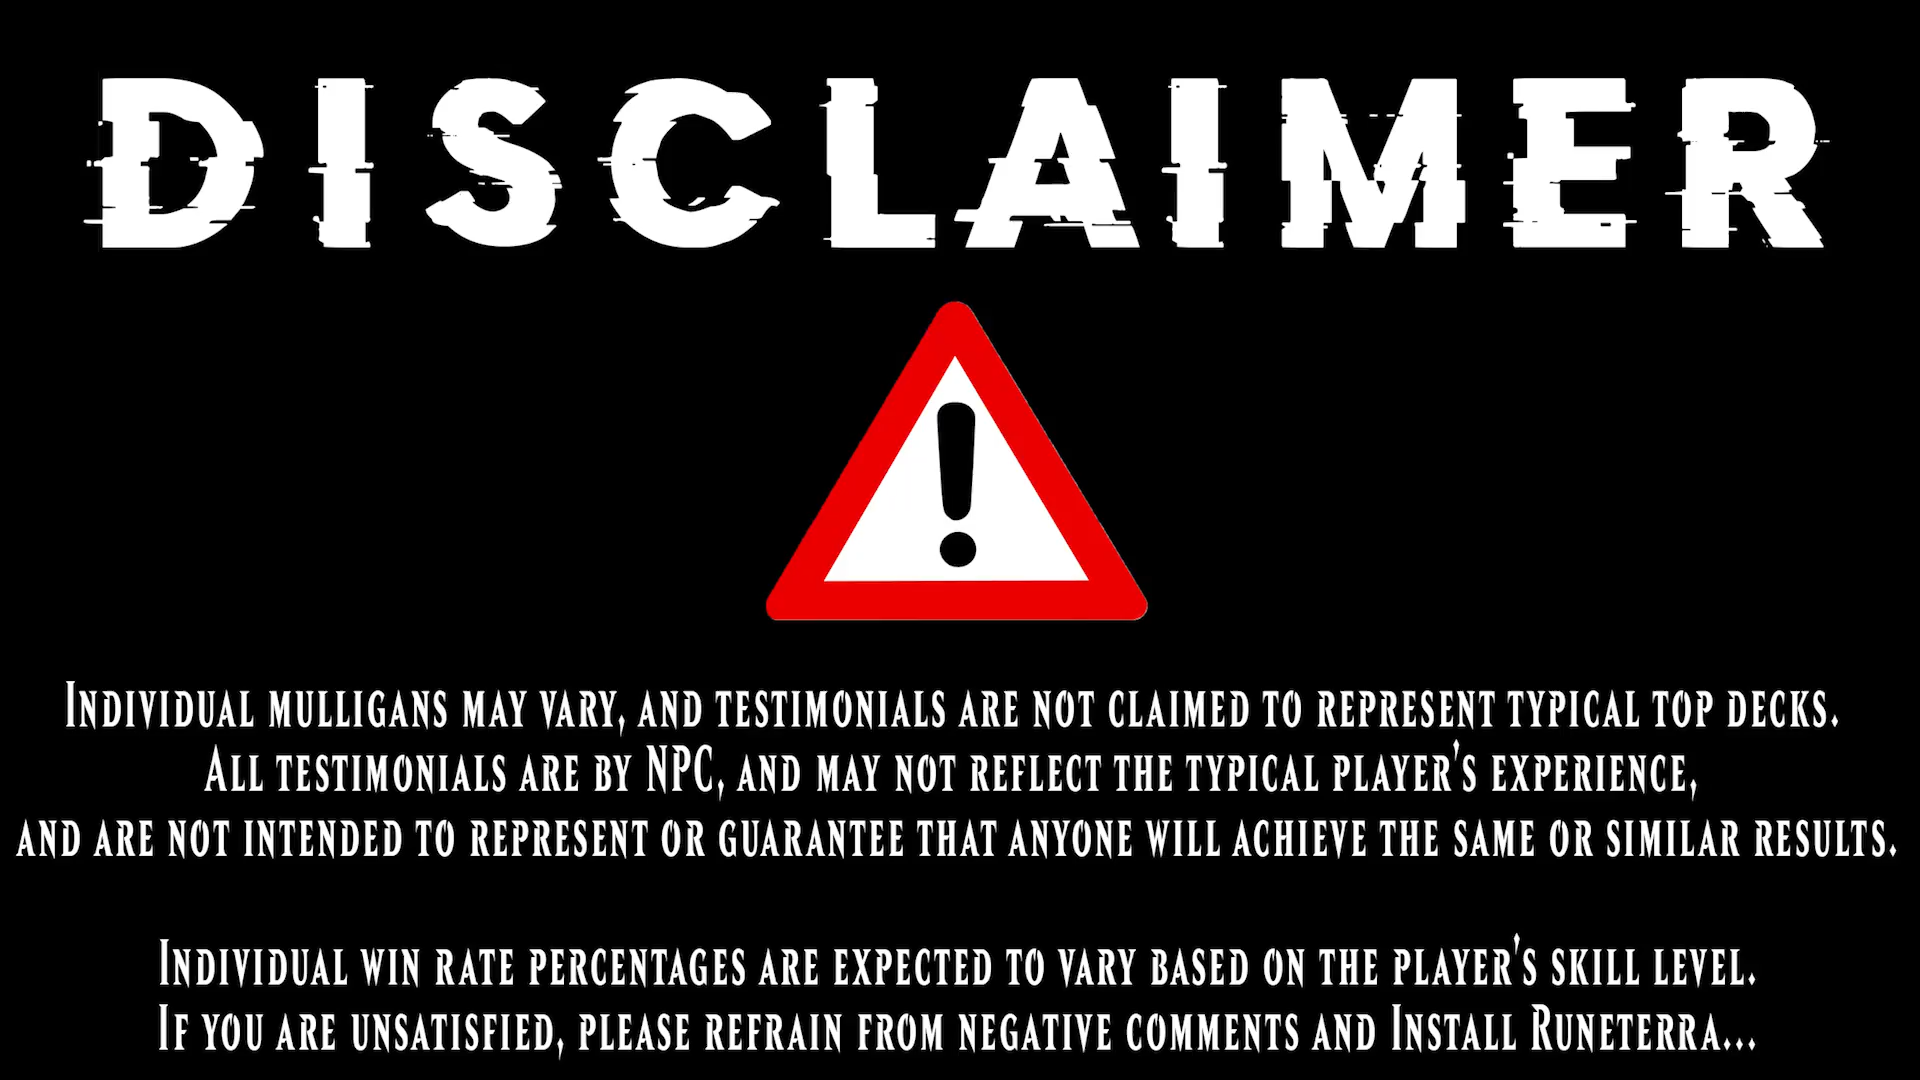 DISCLAIMER
Individual mulligans may vary, and testimonials are not claimed to represent typical top decks.
All testimonials are by NPC, and may not reflect the typical player's experience,
and are not intended to represent or guarantee that anyone will achieve the same or similar results.
Individual win rate percentages are expected to vary based on the player's skill level.
If you are unsatisfied, please refrain from negative comments and Install Runeterra...